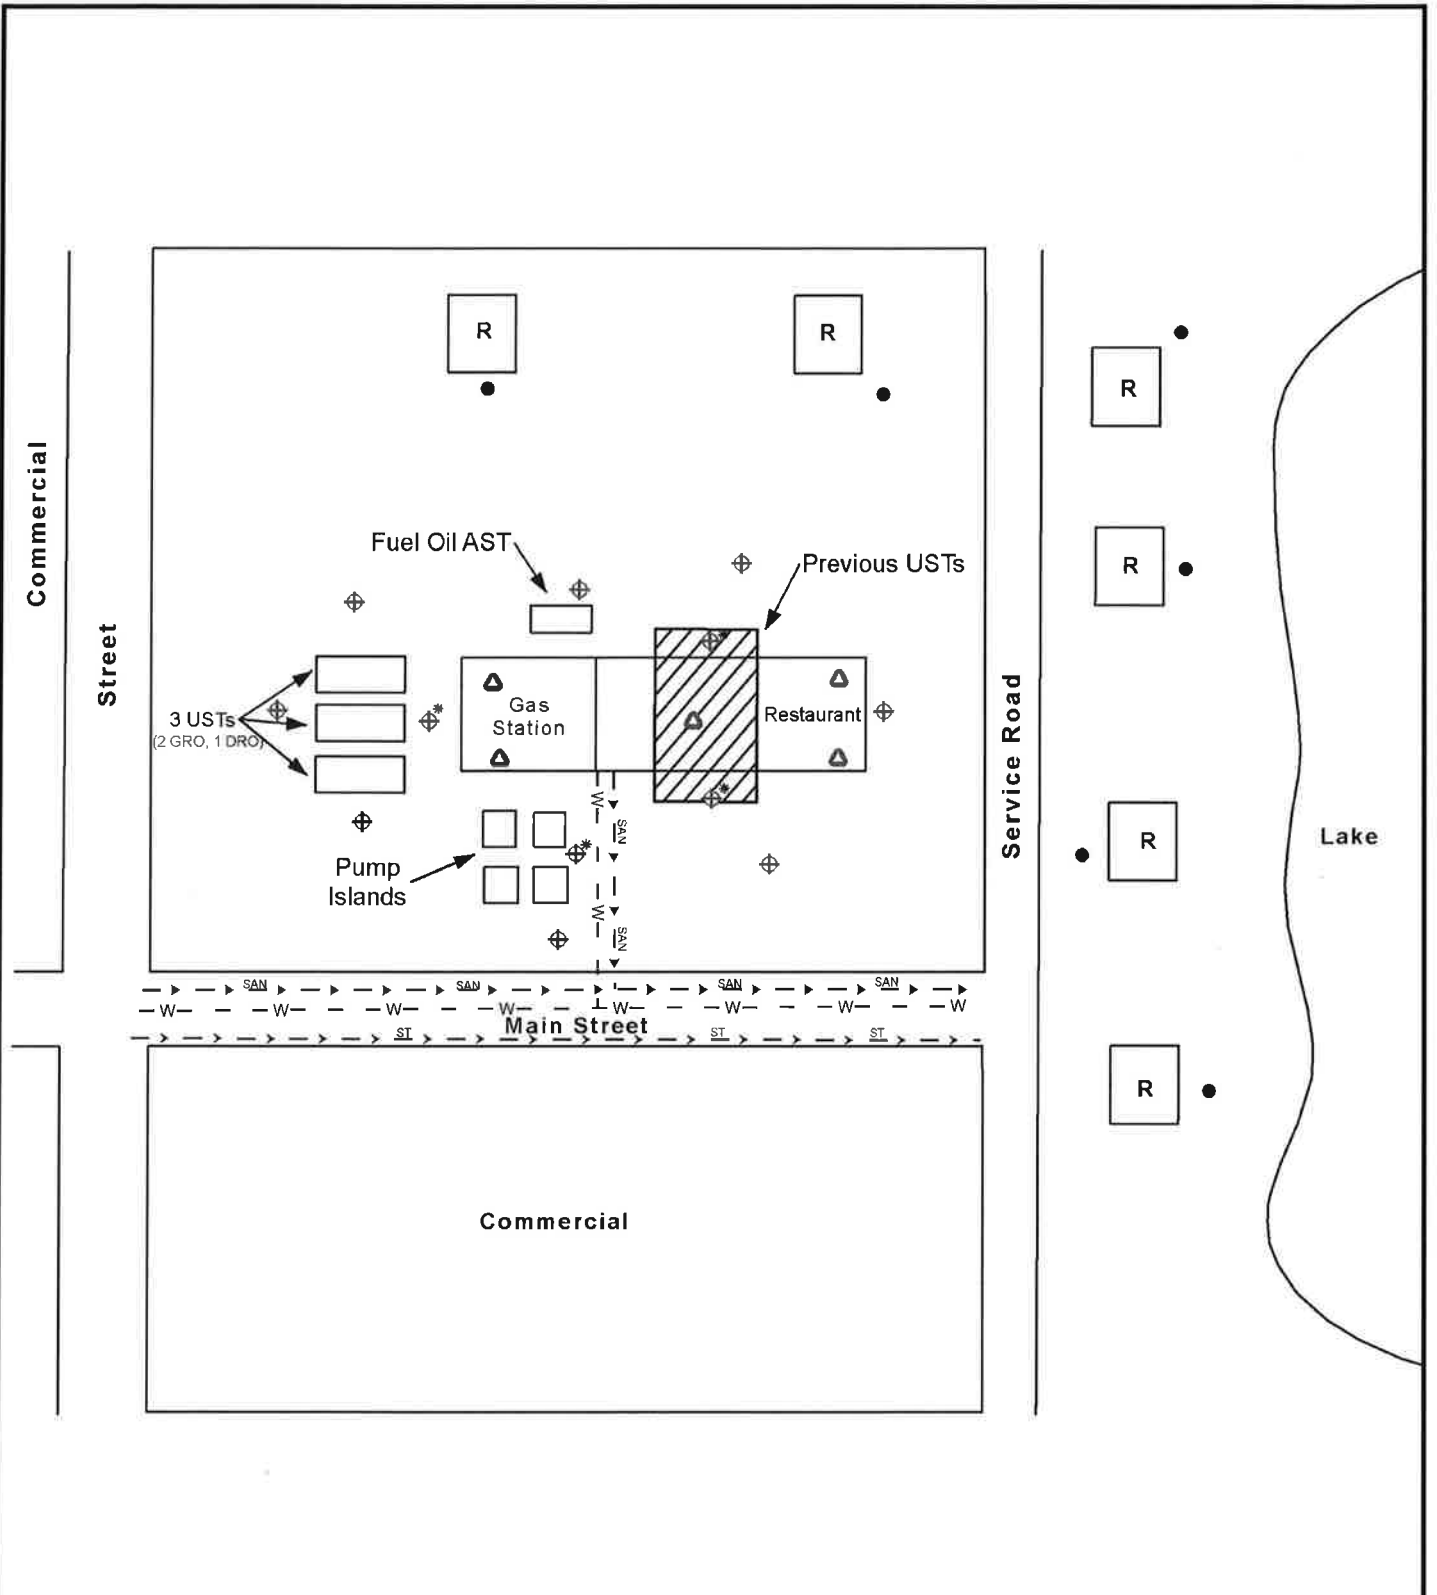 R
R
R
Commercial
Fuel Oil AST
Previous USTs
R
Street
3 USTs
(2 GRO, 1 DRO)
Gas
Station
Restaurant
*
*
*
*
Service Road
W
SAN
R
Lake
Pump
Islands
W
SAN
SAN
SAN
SAN
SAN
W
W
W
W
W
W
W
W
Main Street
ST
ST
ST
R
Commercial